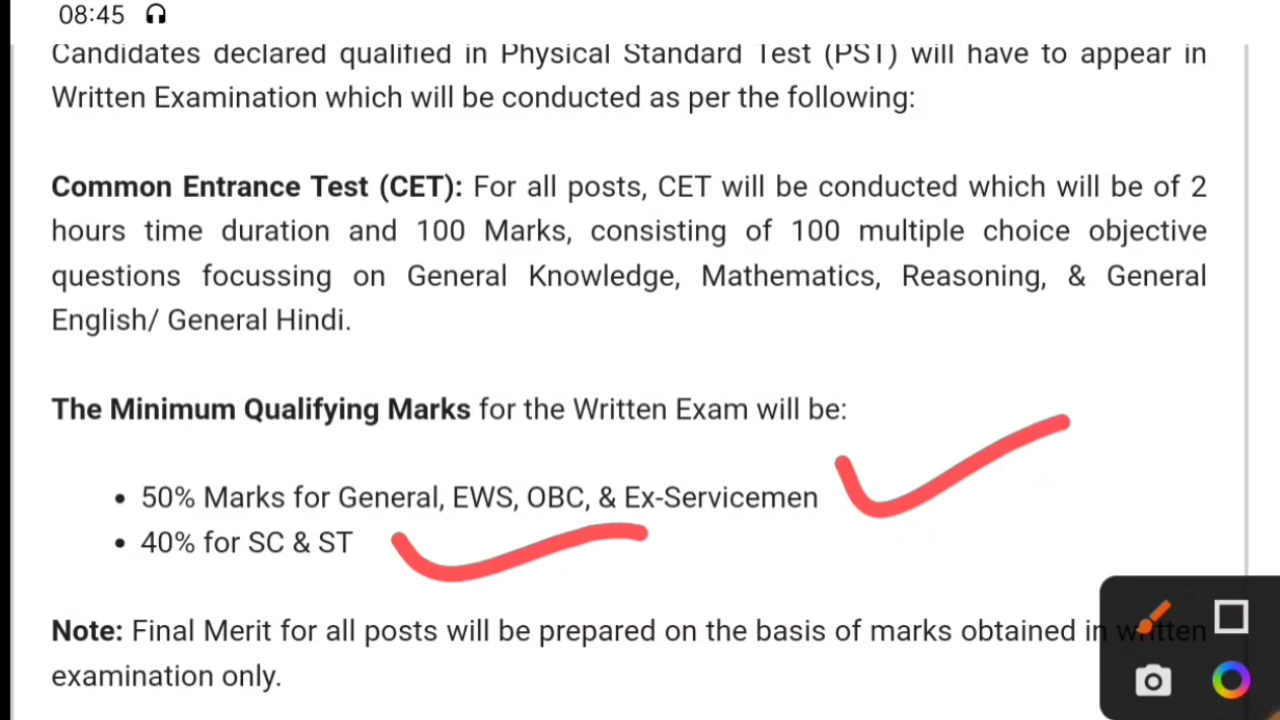 08:45
Candidates declared qualified in Physical Standard Test (PST) will have to appear in
Written Examination which will be conducted as per the following:
Common Entrance Test (CET): For all posts, CET will be conducted which will be of 2
hours time duration and 100 Marks, consisting of 100 multiple choice objective
questions focussing on General Knowledge, Mathematics, Reasoning, & General
English/ General Hindi.
The Minimum Qualifying Marks for the Written Exam will be:
• 50% Marks for General, EWS, OBC, & Ex-Servicemen
• 40% for SC & ST
Note: Final Merit for all posts will be prepared on the basis of marks obtained in written
examination only.